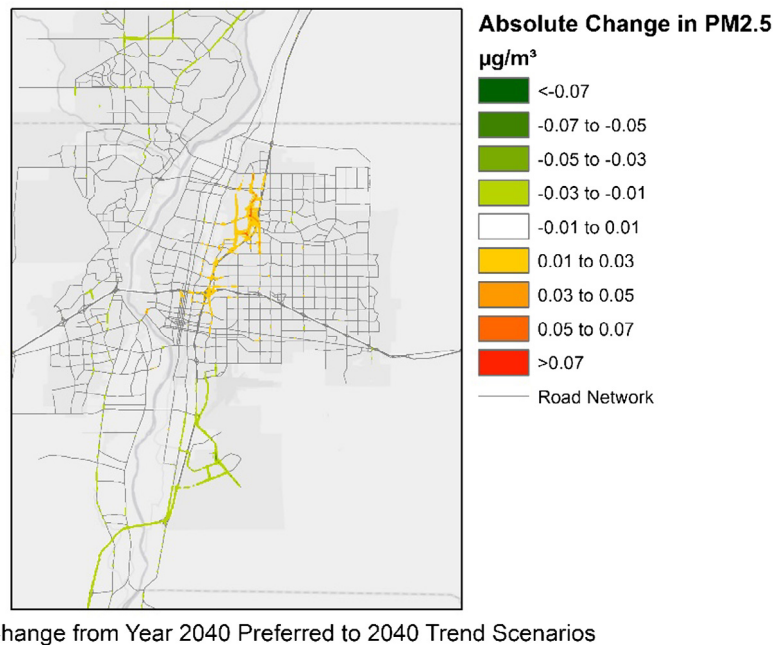 Absolute Change in PM2.5
µg/m³
<-0.07
-0.07 to -0.05
-0.05 to -0.03
-0.03 to -0.01
-0.01 to 0.01
0.01 to 0.03
0.03 to 0.05
0.05 to 0.07
>0.07
Road Network
hange from Year 2040 Preferred to 2040 Trend Scenarios